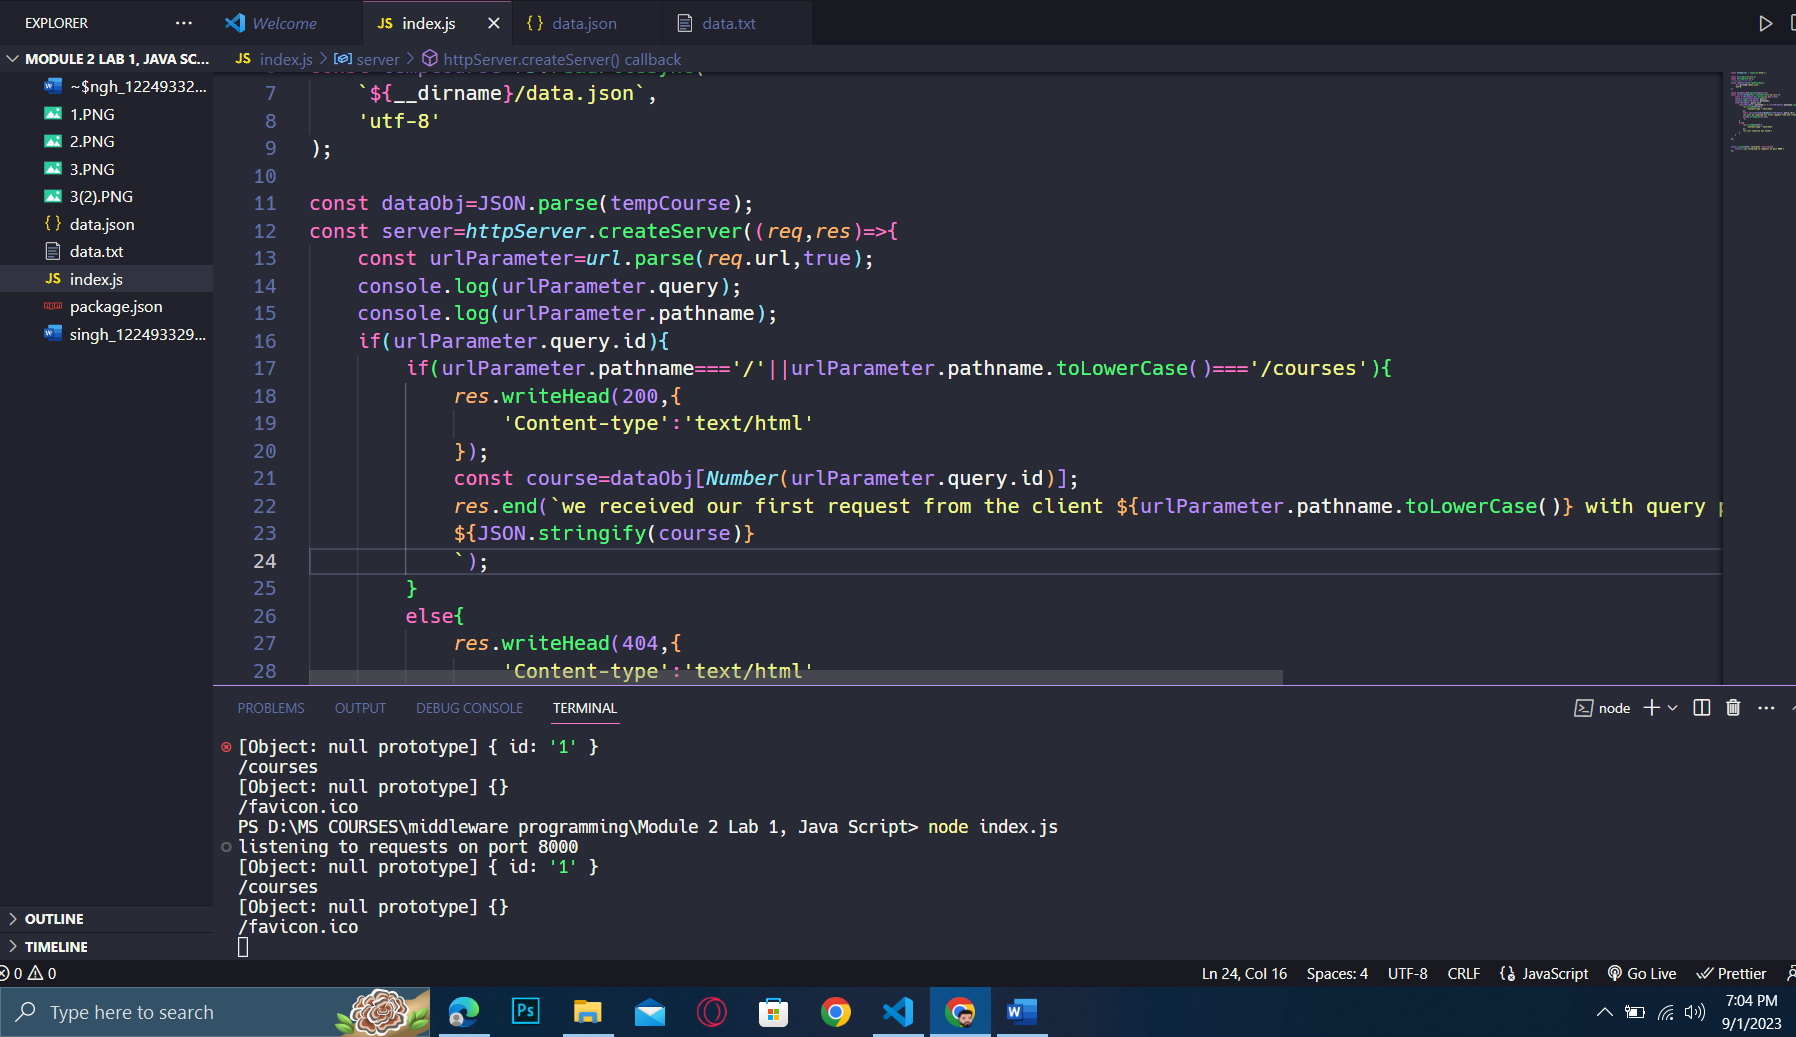 EXPLORER
Welcome
JS index.js
{ } data.json
data.txt
MODULE 2 LAB 1, JAVA SC...
JS index.js > server > httpServer.createServer() callback
~$ngh_12249332...
1.PNG
2.PNG
3.PNG
3(2).PNG
{ } data.json
data.txt
JS index.js
package.json
singh_122493329...
7 `${__dirname}/data.json`,
8 'utf-8'
9 );
10
11 const dataObj=JSON.parse(tempCourse);
12 const server=httpServer.createServer((req,res)=>{
13 const urlParameter=url.parse(req.url,true);
14 console.log(urlParameter.query);
15 console.log(urlParameter.pathname);
16 if(urlParameter.query.id){
17 if(urlParameter.pathname==='/'||urlParameter.pathname.toLowerCase()==='/courses'){
18 res.writeHead(200,{
19 'Content-type':'text/html'
20 });
21 const course=dataObj[Number(urlParameter.query.id)];
22 res.end(`we received our first request from the client ${urlParameter.pathname.toLowerCase()} with query
23 ${JSON.stringify(course)}
24 `);
25 }
26 else{
27 res.writeHead(404,{
28 'Content-type':'text/html'
PROBLEMS OUTPUT DEBUG CONSOLE TERMINAL
node
[Object: null prototype] { id: '1' }
/courses
[Object: null prototype] {}
/favicon.ico
PS D:\MS COURSES\middleware programming\Module 2 Lab 1, Java Script> node index.js
listening to requests on port 8000
[Object: null prototype] { id: '1' }
/courses
[Object: null prototype] {}
/favicon.ico
OUTLINE
TIMELINE
0 0
Ln 24, Col 16 Spaces: 4 UTF-8 CRLF JavaScript Go Live Prettier
Type here to search
Ps
W
7:04 PM
9/1/2023